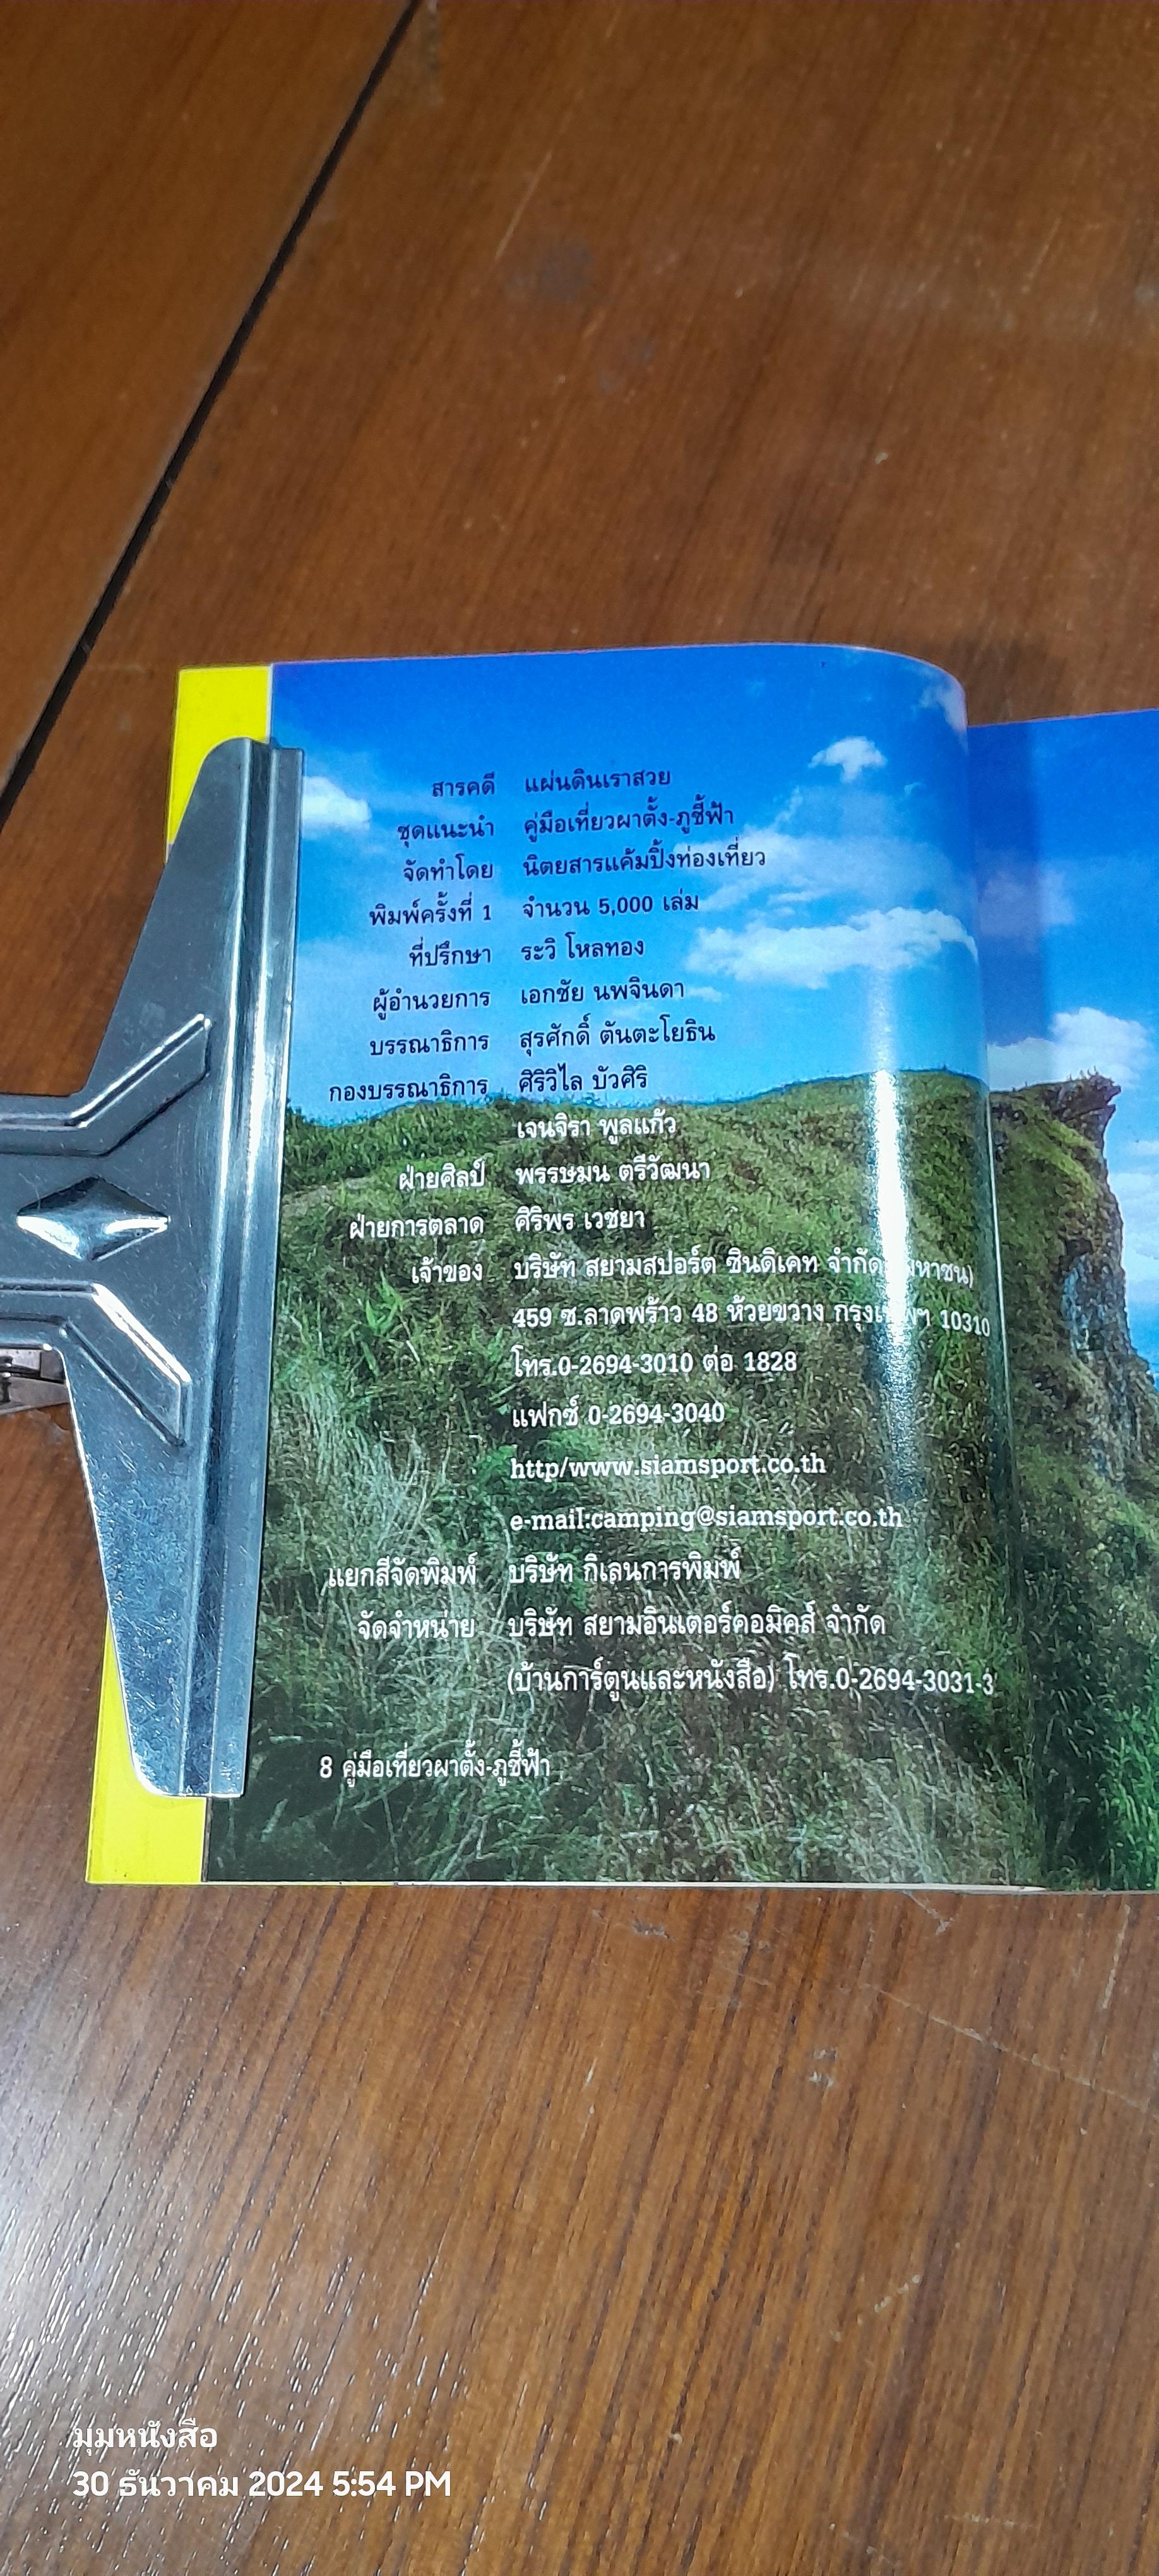 สารคดี แผ่นดินเราสวย
ชุดแนะนำ คู่มือเที่ยวผาตั้ง-ภูชี้ฟ้า
จัดทำโดย นิตยสารแค้มปิ้งท่องเที่ยว
พิมพ์ครั้งที่ 1 จำนวน 5,000 เล่ม
ที่ปรึกษา ระวิ โหลทอง
ผู้อำนวยการ เอกชัย นพจินดา
บรรณาธิการ สุรศักดิ์ ตันตะโยธิน
กองบรรณาธิการ ศิริวิไล บัวศิริ
เจนจิรา พูลแก้ว
ฝ่ายศิลป์ พรรษมน ตรีวัฒนา
ฝ่ายการตลาด ศิริพร เวชยา
เจ้าของ บริษัท สยามสปอร์ต ซินดิเคท จำกัด (มหาชน)
459 ซ.ลาดพร้าว 48 ห้วยขวาง กรุงเทพฯ 10310
โทร.0-2694-3010 ต่อ 1828
แฟกซ์ 0-2694-3040
http/www.siamsport.co.th
e-mail:camping@siamsport.co.th
แยกสีจัดพิมพ์ บริษัท กิเลนการพิมพ์
จัดจำหน่าย บริษัท สยามอินเตอร์คอมิคส์ จำกัด
(บ้านการ์ตูนและหนังสือ) โทร.0-2694-3031-3
8 คู่มือเที่ยวผาตั้ง-ภูชี้ฟ้า
มุมหนังสือ
30 ธันวาคม 2024 5:54 PM